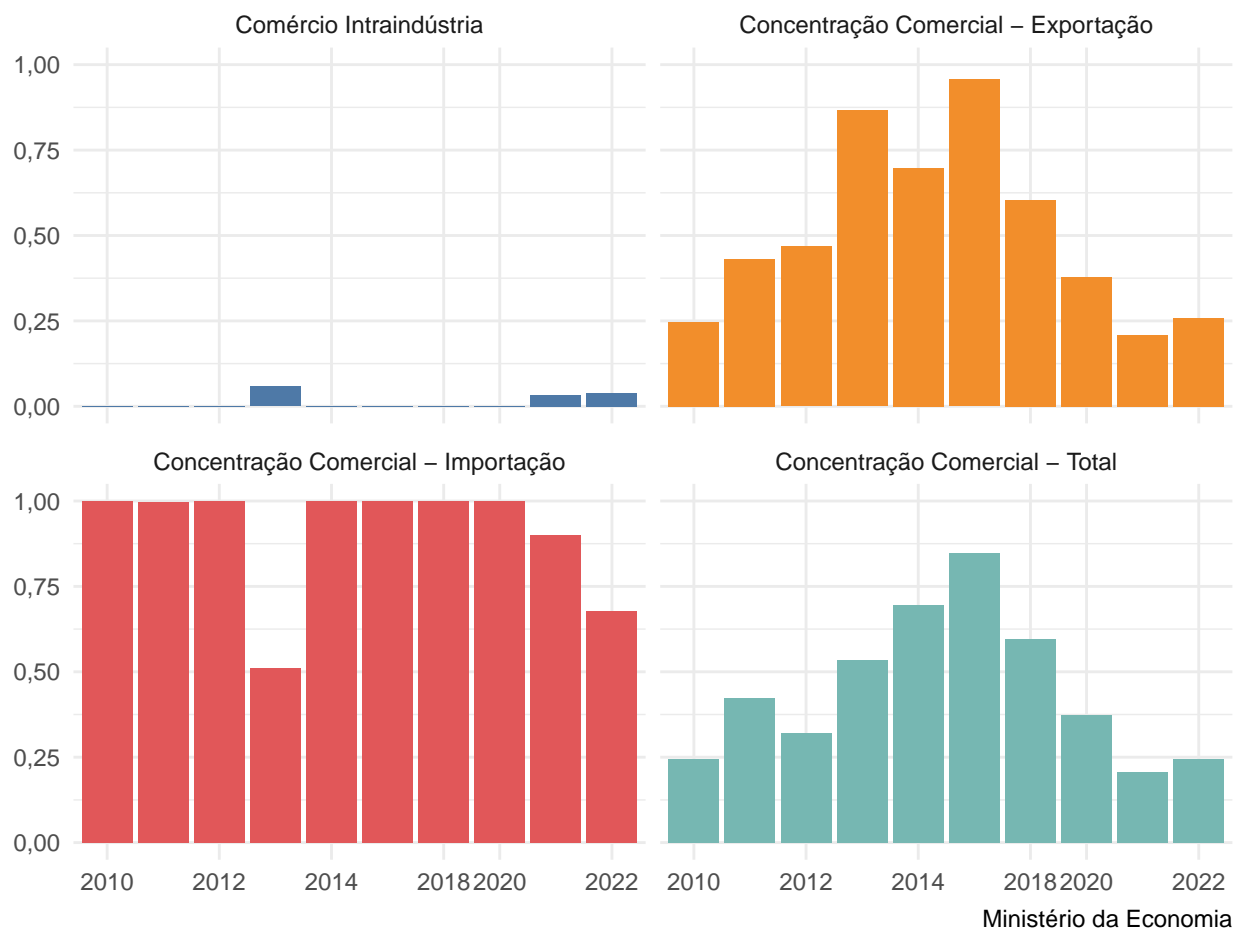 Comércio Intraindústria
Concentração Comercial – Exportação
1,00
0,75
0,50
0,25
0,00
Concentração Comercial – Importação
Concentração Comercial – Total
1,00
0,75
0,50
0,25
0,00
2010 2012 2014 2018 2020 2022
2010 2012 2014 2018 2020 2022
Ministério da Economia